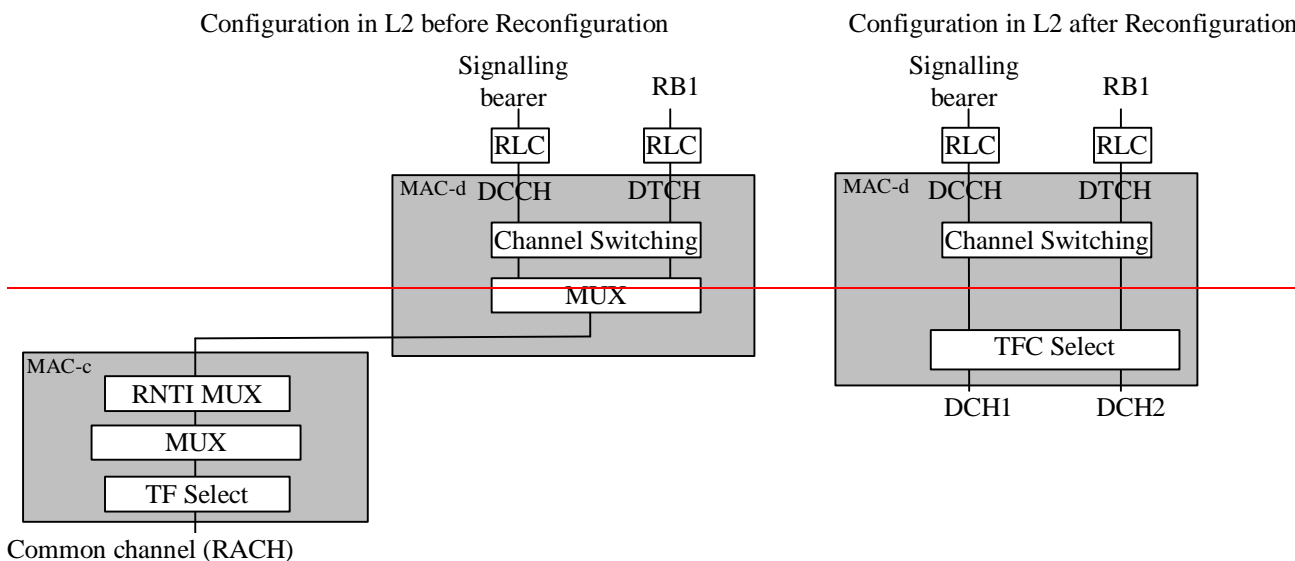 Configuration in L2 before Reconfiguration
Signalling
bearer
RB1
RLC
RLC
MAC-d
DCCH
DTCH
Channel Switching
MUX
MAC-c
RNTI MUX
MUX
TF Select
Common channel (RACH)
Configuration in L2 after Reconfiguration
Signalling
bearer
RB1
RLC
RLC
MAC-d
DCCH
DTCH
Channel Switching
TFC Select
DCH1
DCH2